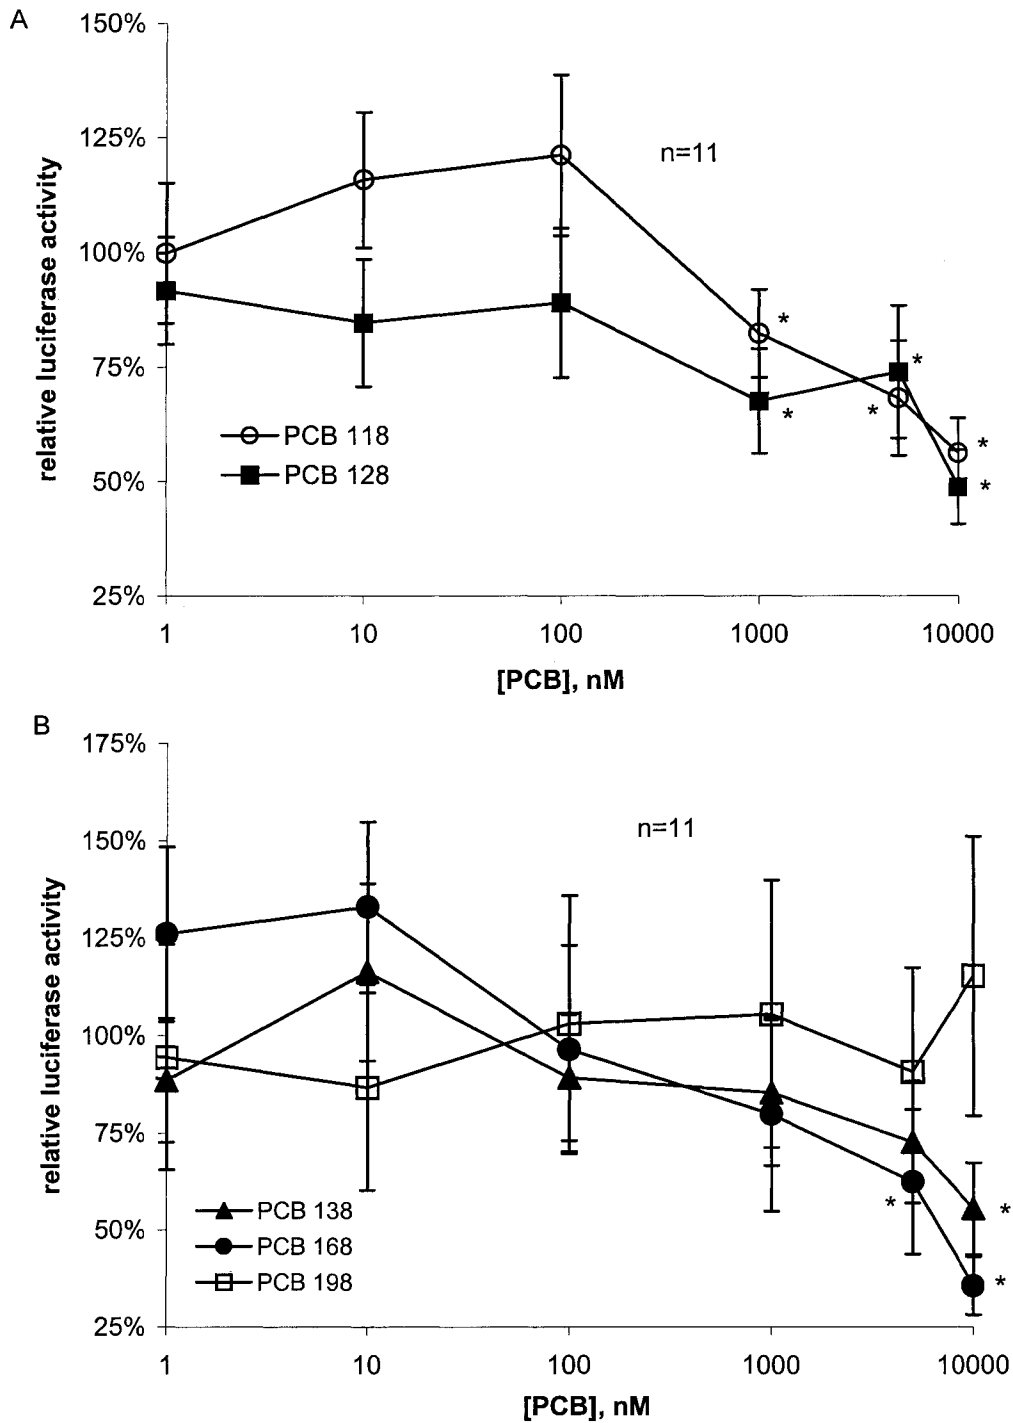 A
150%
125%
100%
75%
50%
25%
relative luciferase activity
n=11
*
*
*
*
*
*
PCB 118
PCB 128
1 10 100 1000 10000
[PCB], nM
B
175%
150%
125%
100%
75%
50%
25%
relative luciferase activity
n=11
*
*
*
PCB 138
PCB 168
PCB 198
1 10 100 1000 10000
[PCB], nM